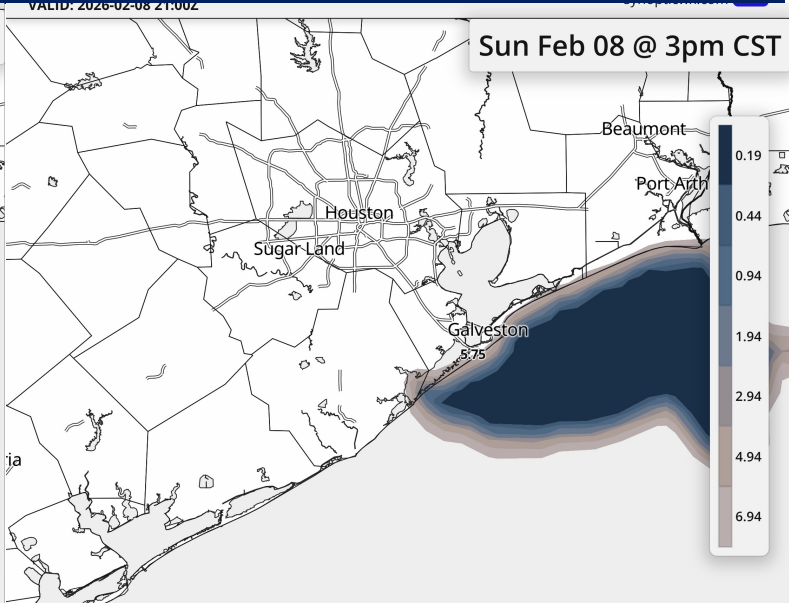 VALID: 2026-02-08 21:00Z
Sun Feb 08 @ 3pm CST
Beaumont
0.19
Port Arth
Houston
0.44
Sugar Land
0.94
Galveston
1.94
5.75
2.94
ria
4.94
6.94